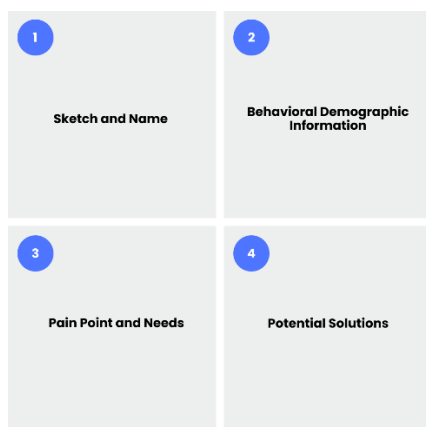 1
Sketch and Name
2
Behavioral Demographic
Information
3
Pain Point and Needs
4
Potential Solutions